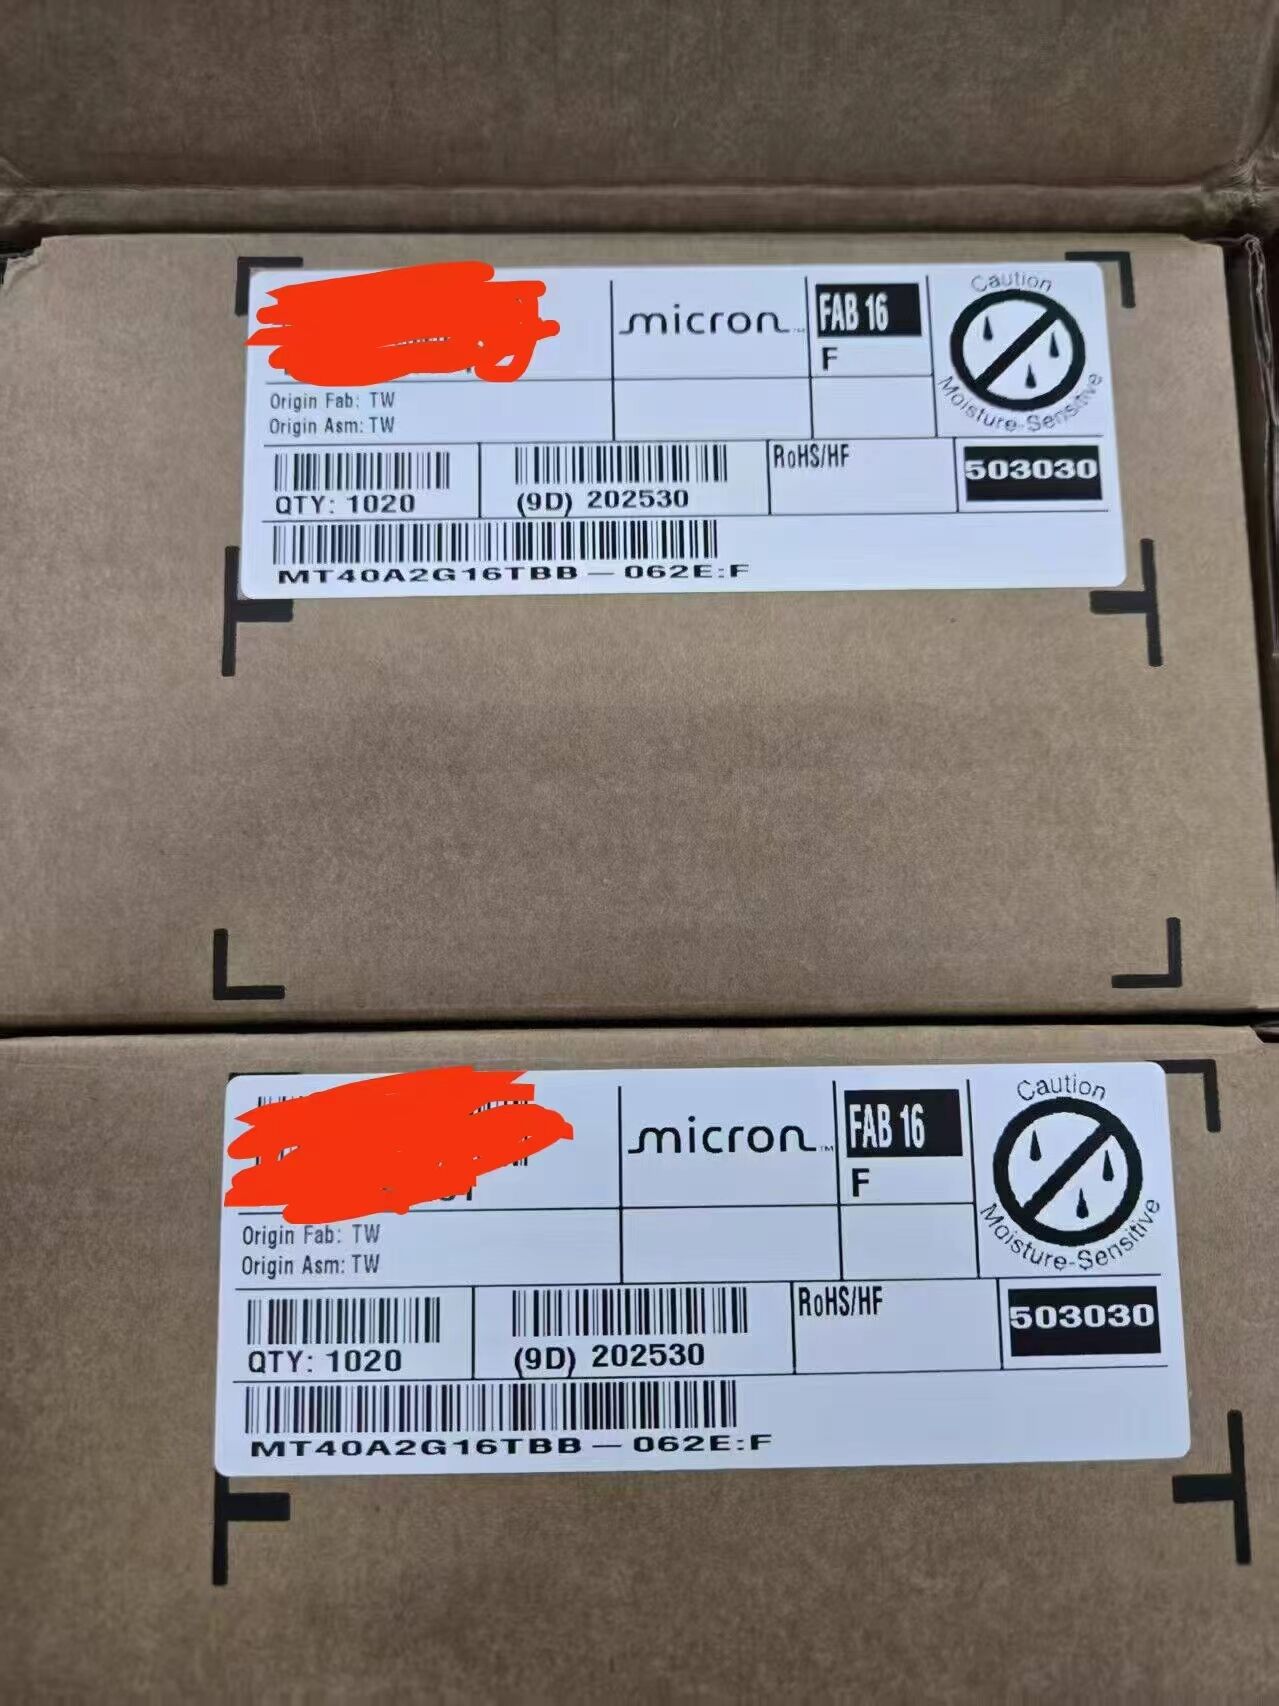 micron
FAB 16
F
Caution
Moisture-Sensitive
Origin Fab: TW
Origin Asm: TW
QTY: 1020
(9D) 202530
RoHS/HF
503030
MT40A2G16TBB-062E:F
micron
FAB 16
F
Caution
Moisture-Sensitive
Origin Fab: TW
Origin Asm: TW
QTY: 1020
(9D) 202530
RoHS/HF
503030
MT40A2G16TBB-062E:F